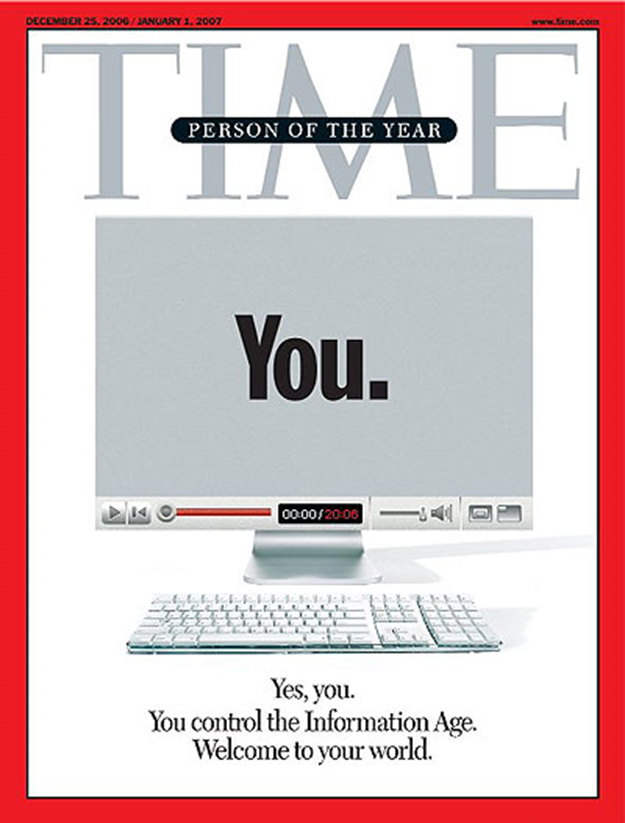 DECEMBER 25, 2006 / JANUARY 1, 2007 www.time.com
TIME
PERSON OF THE YEAR
You.
00:00/20:06
Yes, you.
You control the Information Age.
Welcome to your world.